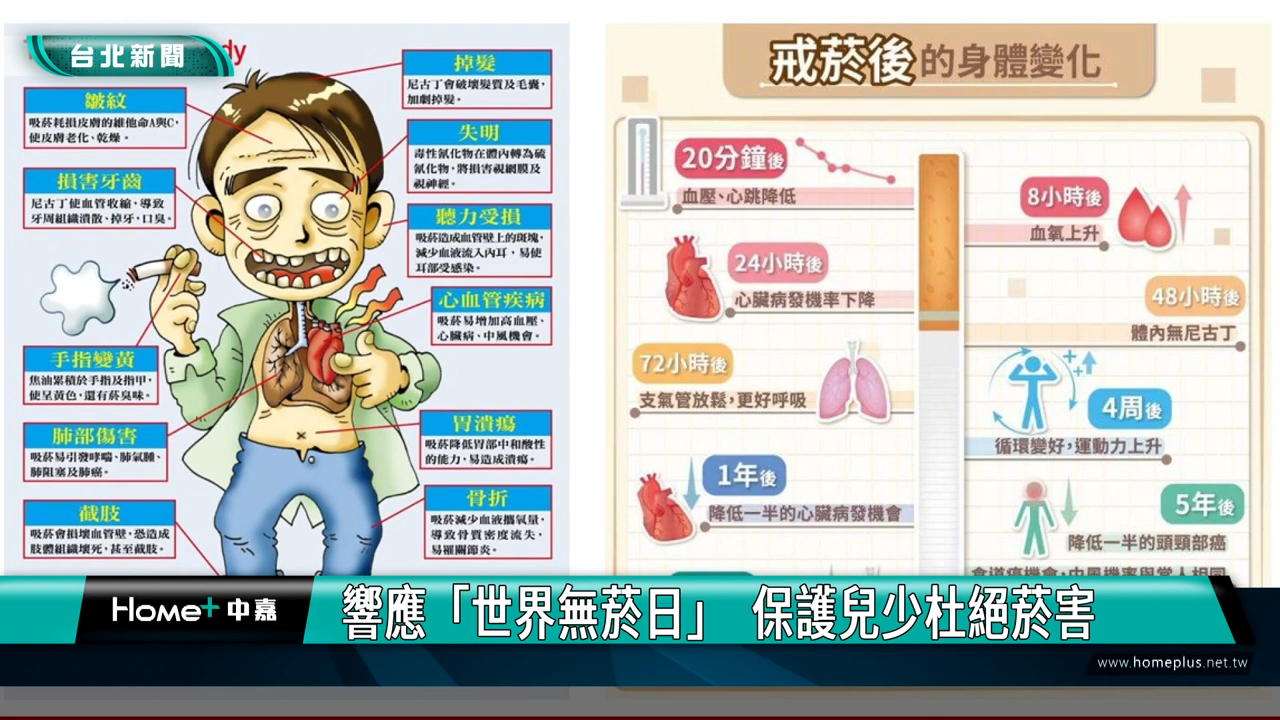 台北新聞
dy
皺紋
吸菸耗損皮膚的維他命A與C,
使皮膚老化、乾燥。
損害牙齒
尼古丁使血管收縮,導致
牙周組織潰散、掉牙,口臭。
手指變黃
焦油累積於手指及指甲,
使呈黃色,還有菸臭味。
肺部傷害
吸菸易引發哮喘、肺氣腫、
肺阻塞及肺癌。
截肢
吸菸會損壞血管壁,恐造成
肢體組織壞死,甚至截肢。
掉髮
尼古丁會破壞髮質及毛囊,
加劇掉髮。
失明
毒性氰化物在體內轉為硫
氰化物,將損害視網膜及
視神經。
聽力受損
吸菸造成血管壁上的斑塊,
減少血液流入內耳,易使
耳部受感染。
心血管疾病
吸菸易增加高血壓、
心臟病、中風機會。
胃潰瘍
吸菸降低胃部中和酸性
的能力,易造成潰瘍。
骨折
吸菸減少血液攜氧量,
導致骨質密度流失,
易罹關節炎。
戒菸後的身體變化
20分鐘後
血壓、心跳降低
8小時後
血氧上升
24小時後
心臟病發機率下降
48小時後
體內無尼古丁
72小時後
支氣管放鬆,更好呼吸
4周後
循環變好,運動力上升
1年後
降低一半的心臟病發機會
5年後
降低一半的頭頸部癌
食道癌機會,中風機率與常人相同
Home+中嘉
響應「世界無菸日」 保護兒少杜絕菸害
www.homeplus.net.tw